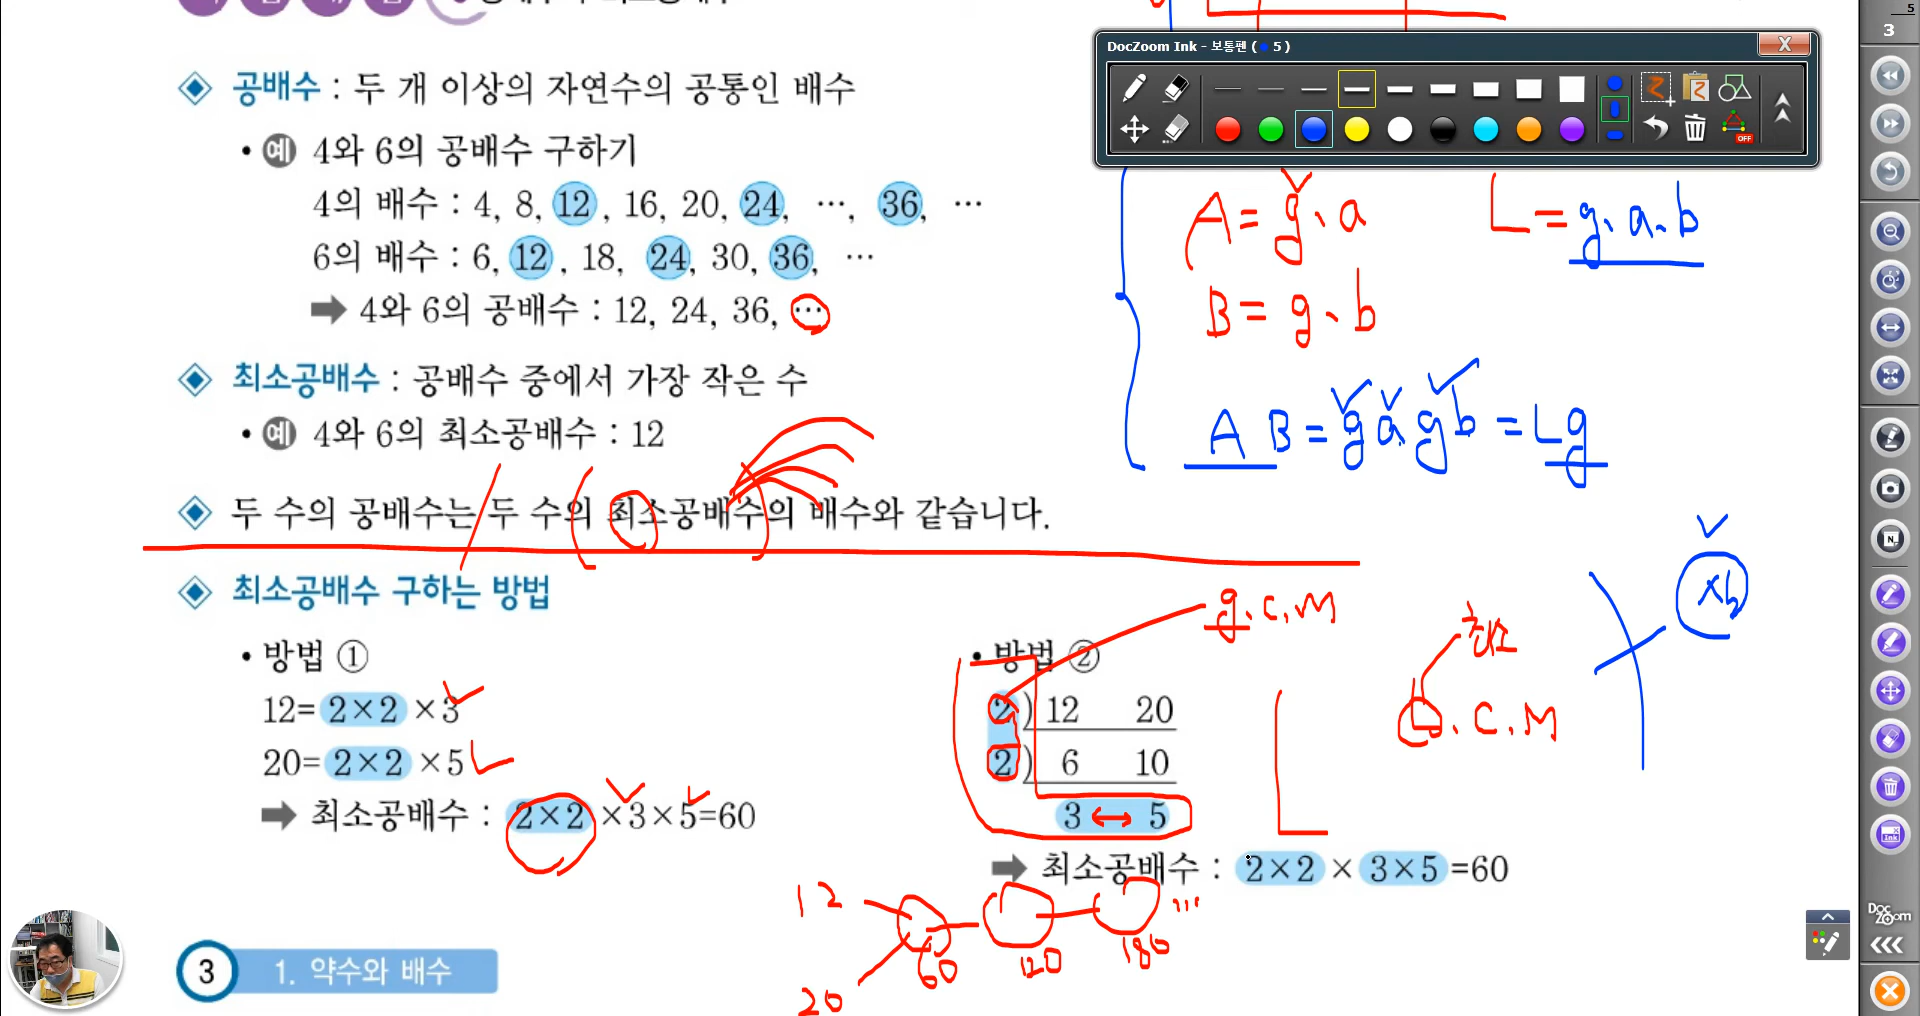 DocZoom Ink - 보통펜 ( 5 )
X
OFF
5
3
공배수 : 두 개 이상의 자연수의 공통인 배수
• 예 4와 6의 공배수 구하기
4의 배수 : 4, 8, 12, 16, 20, 24, …, 36, …
6의 배수 : 6, 12, 18, 24, 30, 36, …
➡ 4와 6의 공배수 : 12, 24, 36, …
최소공배수 : 공배수 중에서 가장 작은 수
• 예 4와 6의 최소공배수 : 12
두 수의 공배수는 두 수의 최소공배수의 배수와 같습니다.
A = g·a
L = g·a·b
B = g·b
A B = g a g b = L g
최소공배수 구하는 방법
• 방법 ①
12= 2×2 ×3
20= 2×2 ×5
➡ 최소공배수 : 2×2 ×3×5=60
• 방법 ②
2 ) 12 20
2 ) 6 10
3 5
➡ 최소공배수 : 2×2 × 3×5 =60
g.C.M
최소
L.C.M
12
20
60
120
180
…
3 1. 약수와 배수
Ink
DocZoom